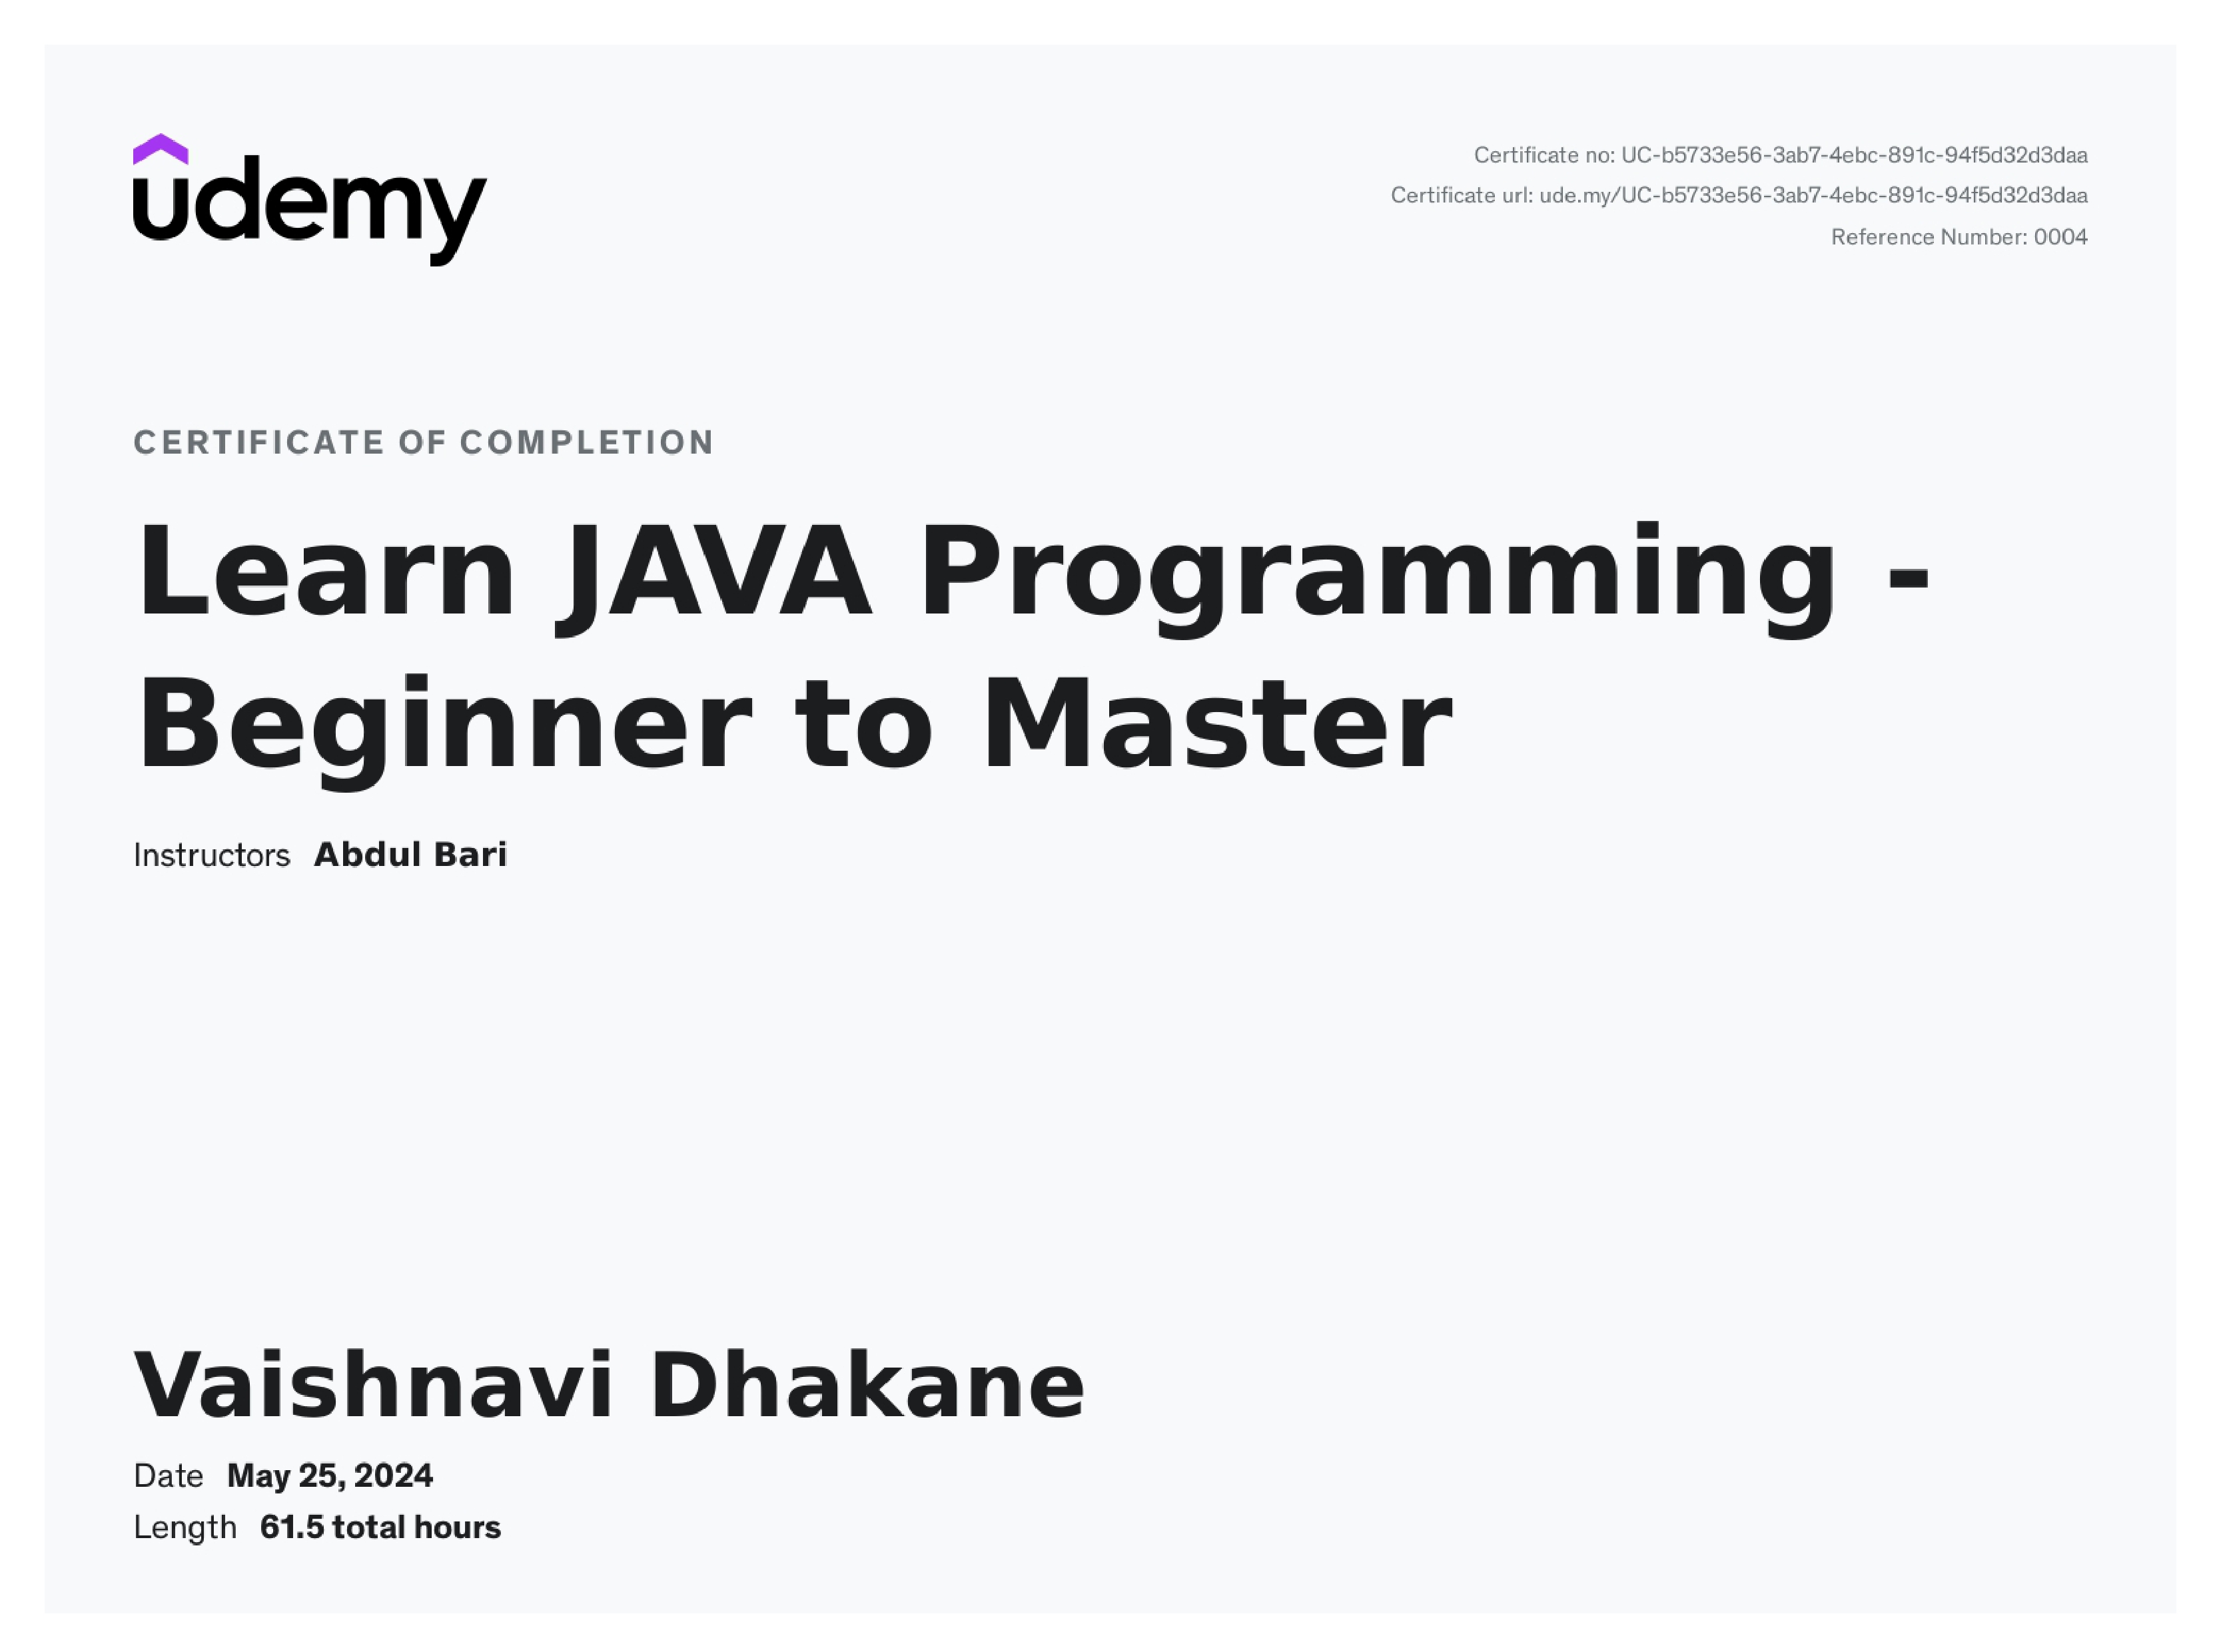 udemy
Certificate no: UC-b5733e56-3ab7-4ebc-891c-94f5d32d3daa
Certificate url: ude.my/UC-b5733e56-3ab7-4ebc-891c-94f5d32d3daa
Reference Number: 0004
CERTIFICATE OF COMPLETION
Learn JAVA Programming -
Beginner to Master
Instructors Abdul Bari
Vaishnavi Dhakane
Date May 25, 2024
Length 61.5 total hours